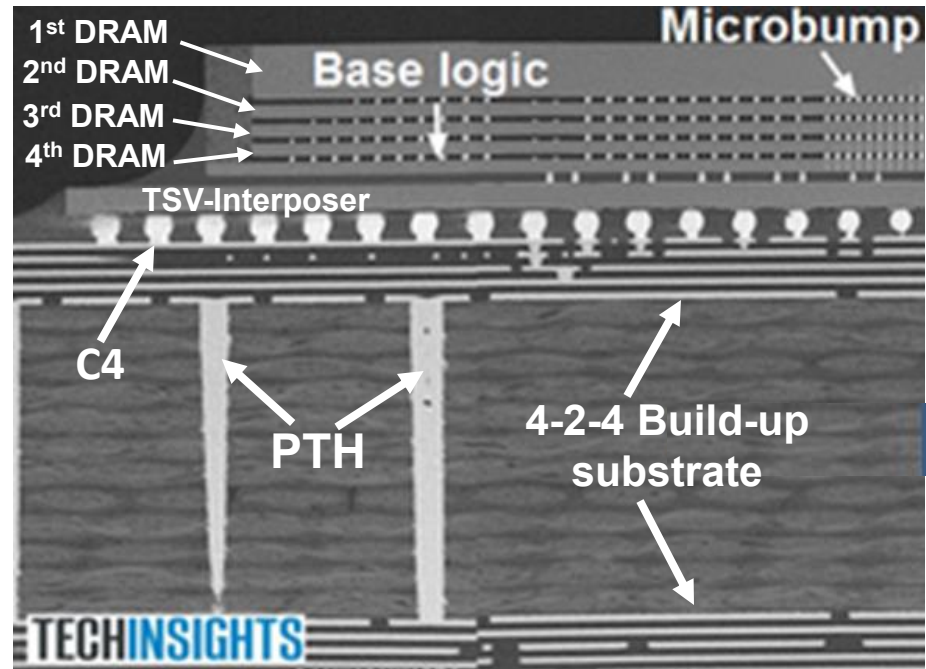 1st DRAM
2nd DRAM
3rd DRAM
4th DRAM
Microbump
Base logic
TSV-Interposer
C4
PTH
4-2-4 Build-up
substrate
TECHINSIGHTS